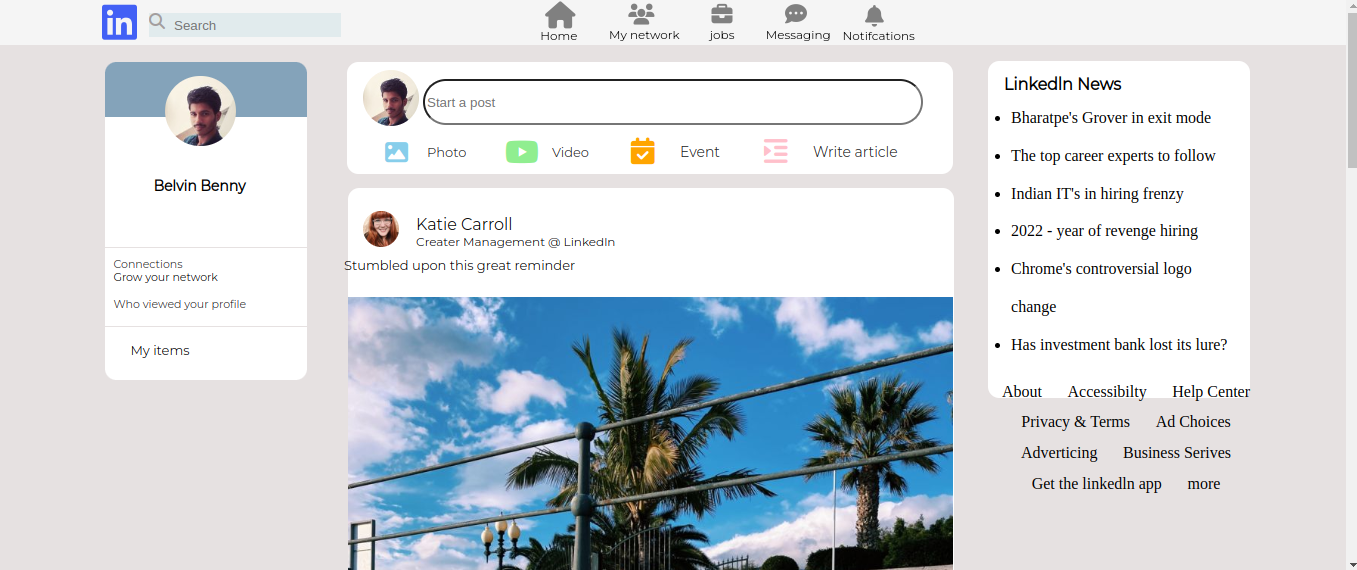 in
Search
Home
My network
jobs
Messaging
Notifcations
Belvin Benny
Connections
Grow your network
Who viewed your profile
My items
Start a post
Photo
Video
Event
Write article
Katie Carroll
Creater Management @ LinkedIn
Stumbled upon this great reminder
LinkedIn News
Bharatpe's Grover in exit mode
The top career experts to follow
Indian IT's in hiring frenzy
2022 - year of revenge hiring
Chrome's controversial logo
change
Has investment bank lost its lure?
About Accessibilty Help Center
Privacy & Terms Ad Choices
Adverticing Business Serives
Get the linkedln app more